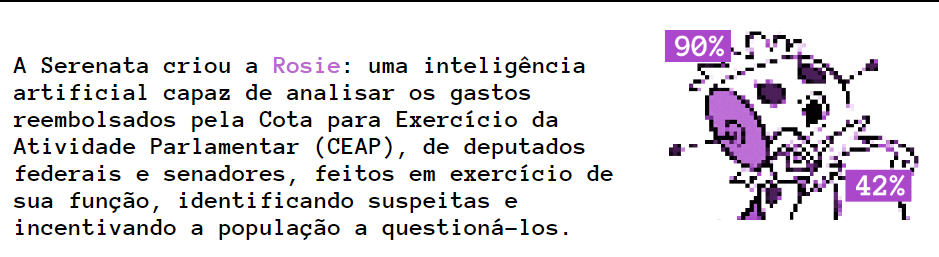 90%
A Serenata criou a Rosie: uma inteligência
artificial capaz de analisar os gastos
reembolsados pela Cota para Exercício da
Atividade Parlamentar (CEAP), de deputados
federais e senadores, feitos em exercício de
sua função, identificando suspeitas e
incentivando a população a questioná-los.
42%